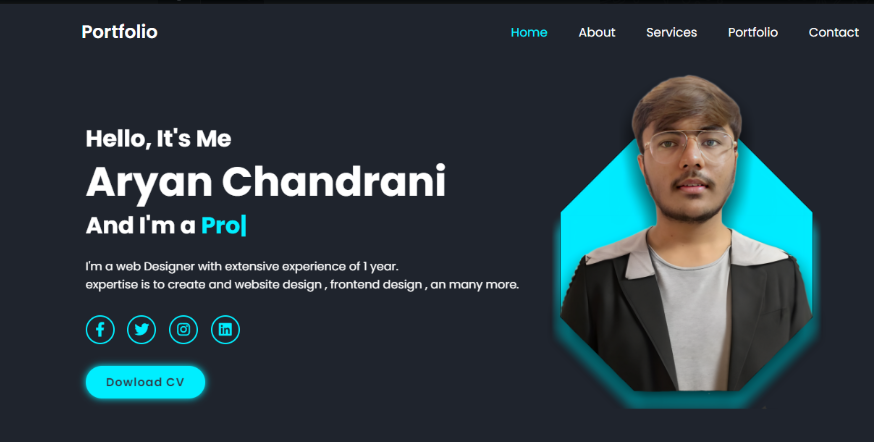 Portfolio
Home About Services Portfolio Contact
Hello, It's Me
Aryan Chandrani
And I'm a Pro|
I'm a web Designer with extensive experience of 1 year.
expertise is to create and website design , frontend design , an many more.
Dowload CV